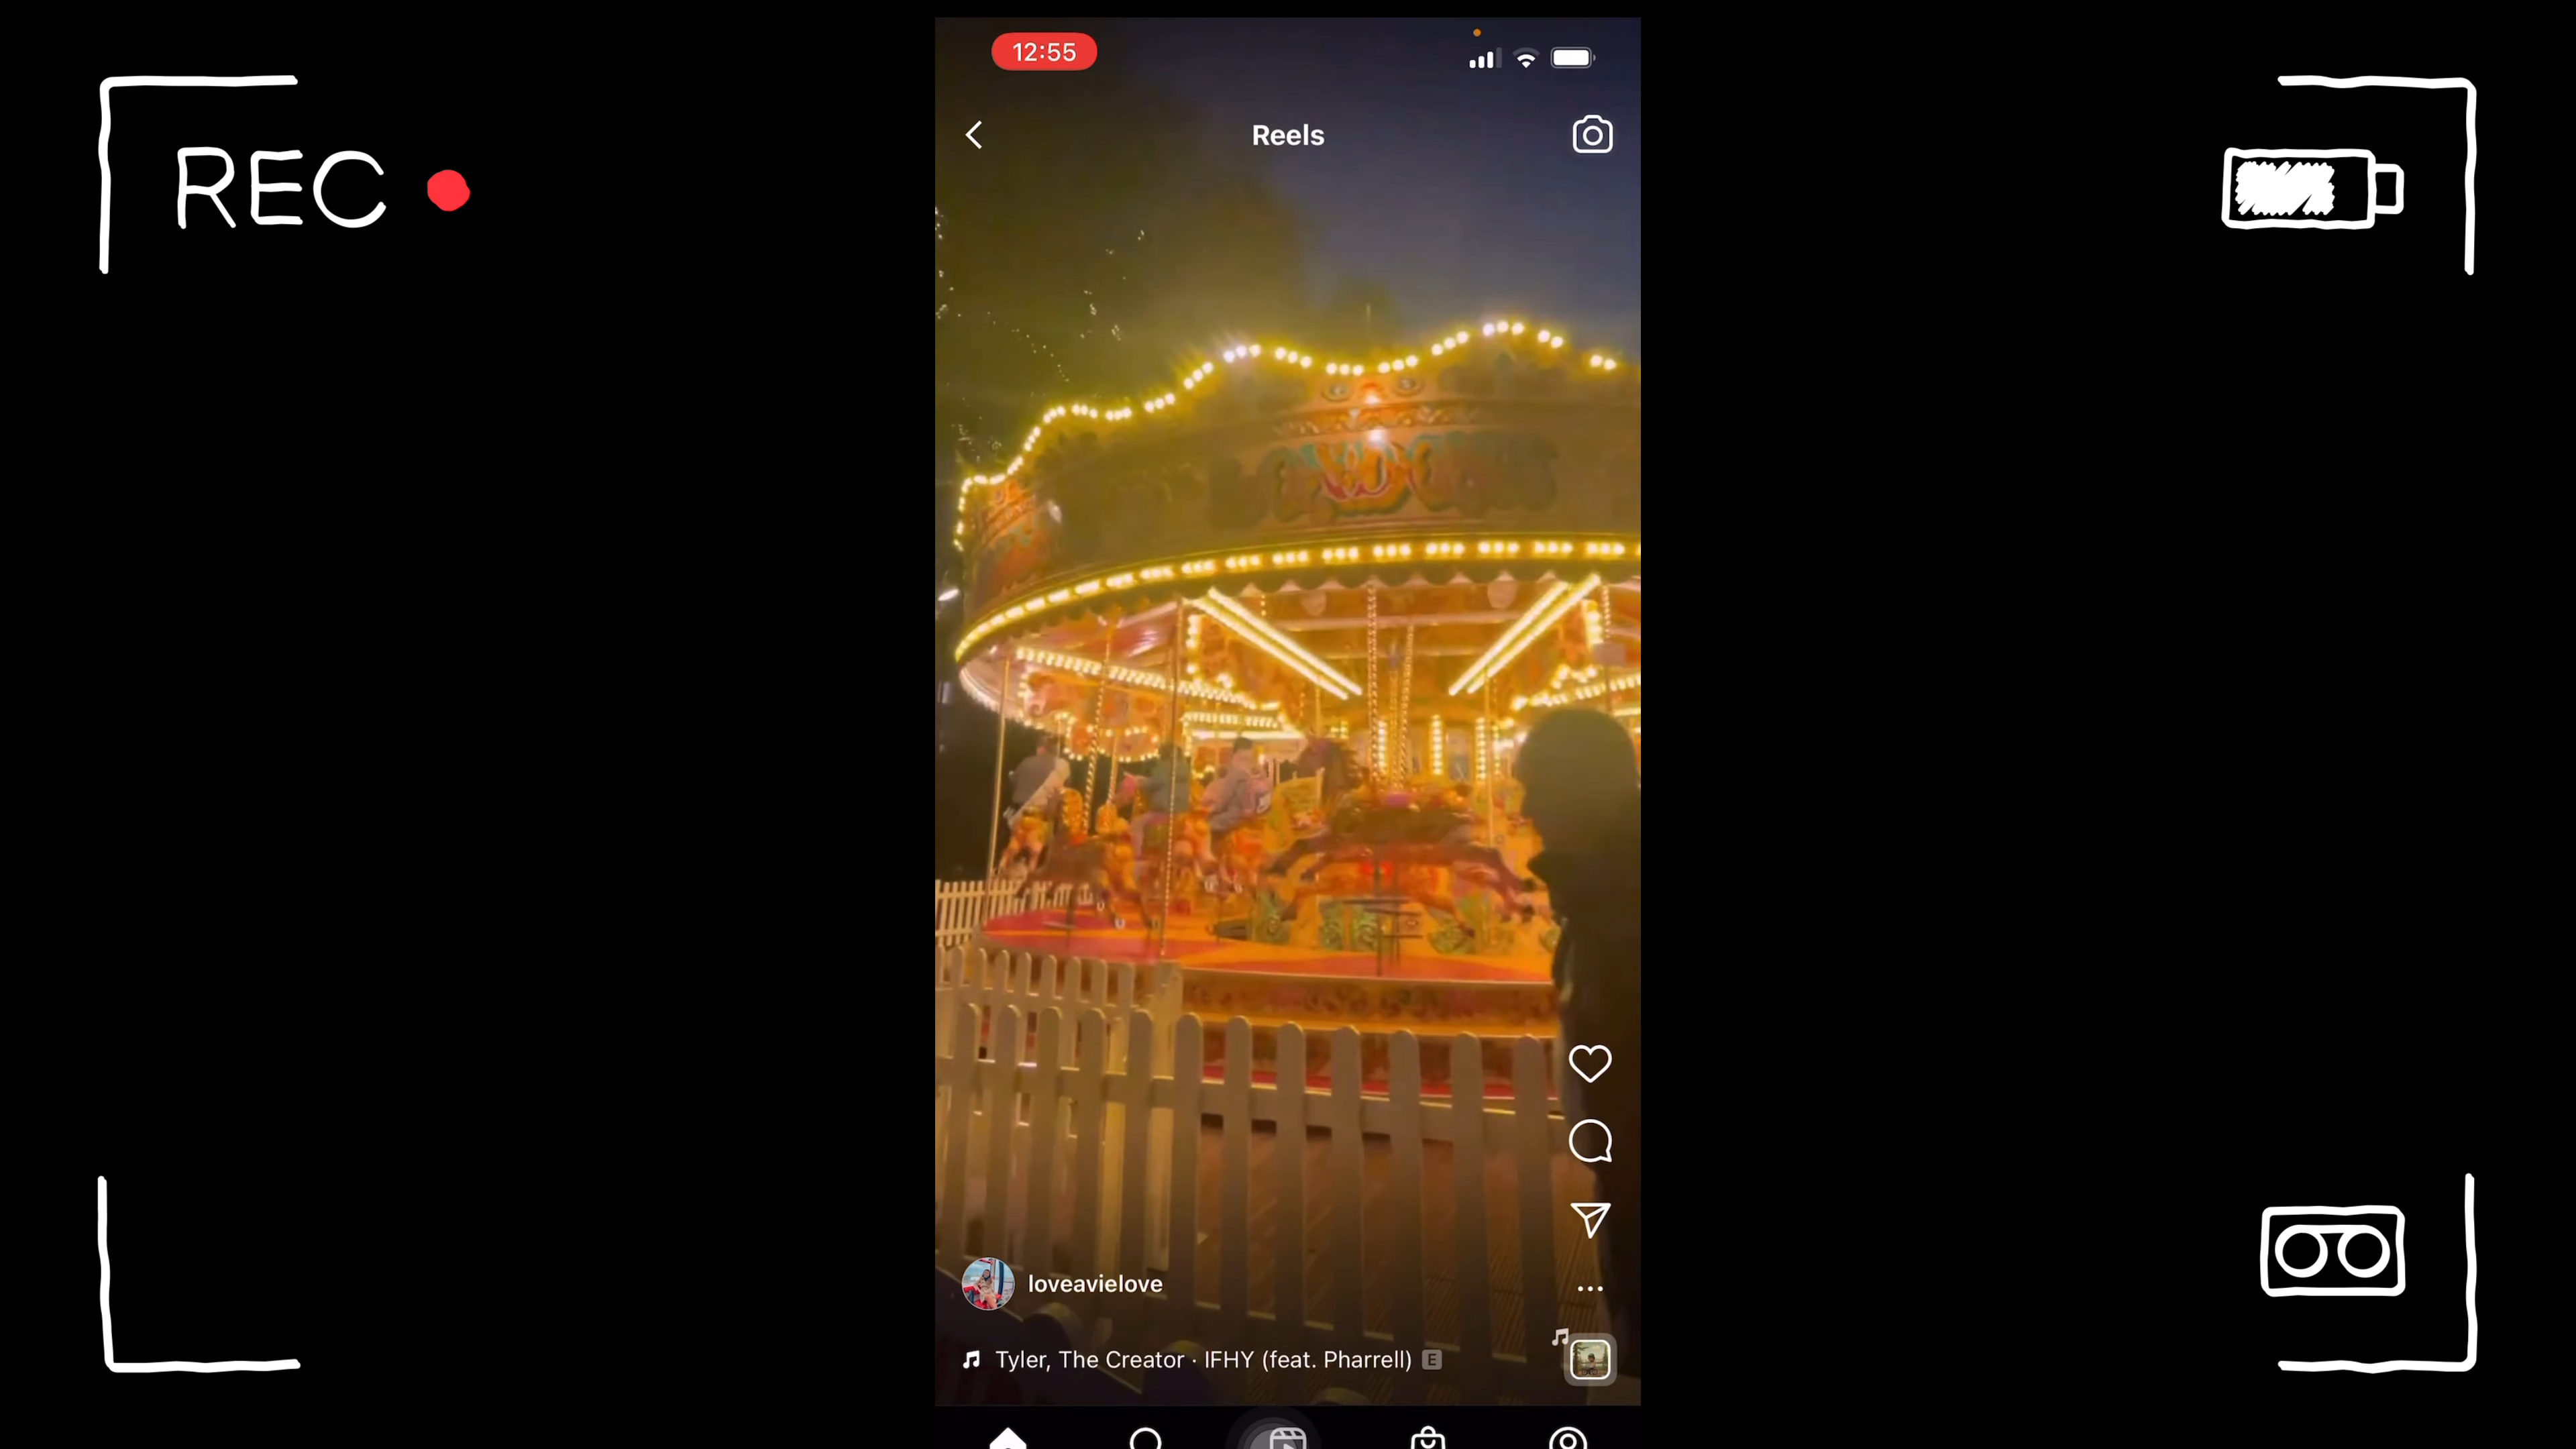 12:55
Reels
REC
loveavielove
Tyler, The Creator · IFHY (feat. Pharrell) E